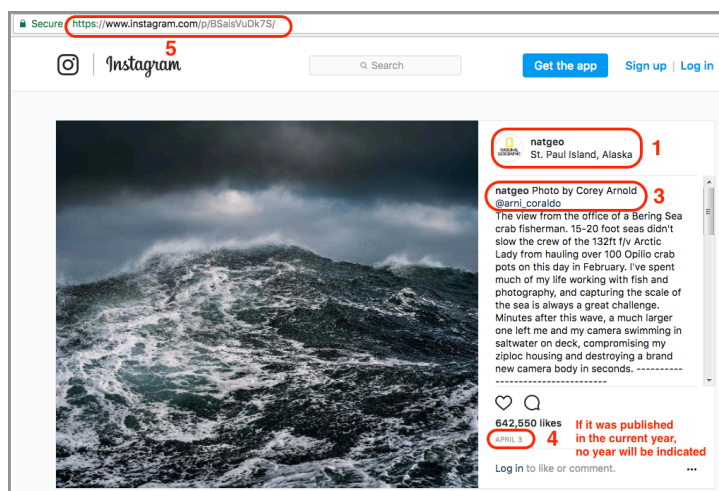 Secure https://www.instagram.com/p/BSaisVuDk7S/
5
Instagram
Search
Get the app
Sign up | Log in
NATIONAL
GEOGRAPHIC
natgeo
St. Paul Island, Alaska
1
natgeo Photo by Corey Arnold
@arni_coraldo
3
The view from the office of a Bering Sea
crab fisherman. 15-20 foot seas didn't
slow the crew of the 132ft f/v Arctic
Lady from hauling over 100 Opilio crab
pots on this day in February. I've spent
much of my life working with fish and
photography, and capturing the scale of
the sea is always a great challenge.
Minutes after this wave, a much larger
one left me and my camera swimming in
saltwater on deck, compromising my
ziploc housing and destroying a brand
new camera body in seconds. ----------
------------------------
642,550 likes
APRIL 3
4
If it was published
in the current year,
no year will be indicated
Log in to like or comment.
...